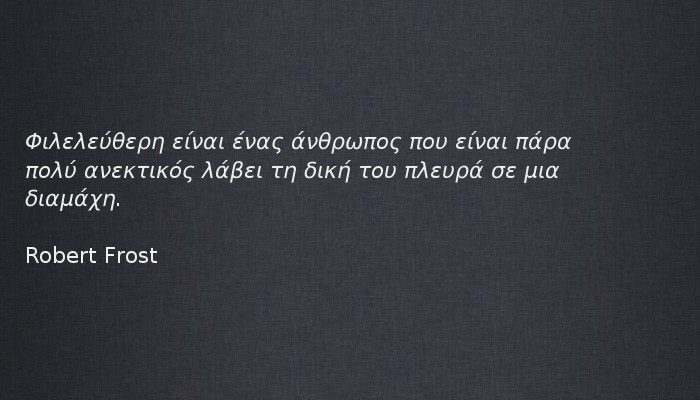 Φιλελεύθερη είναι ένας άνθρωπος που είναι πάρα
πολύ ανεκτικός λάβει τη δική του πλευρά σε μια
διαμάχη.
Robert Frost